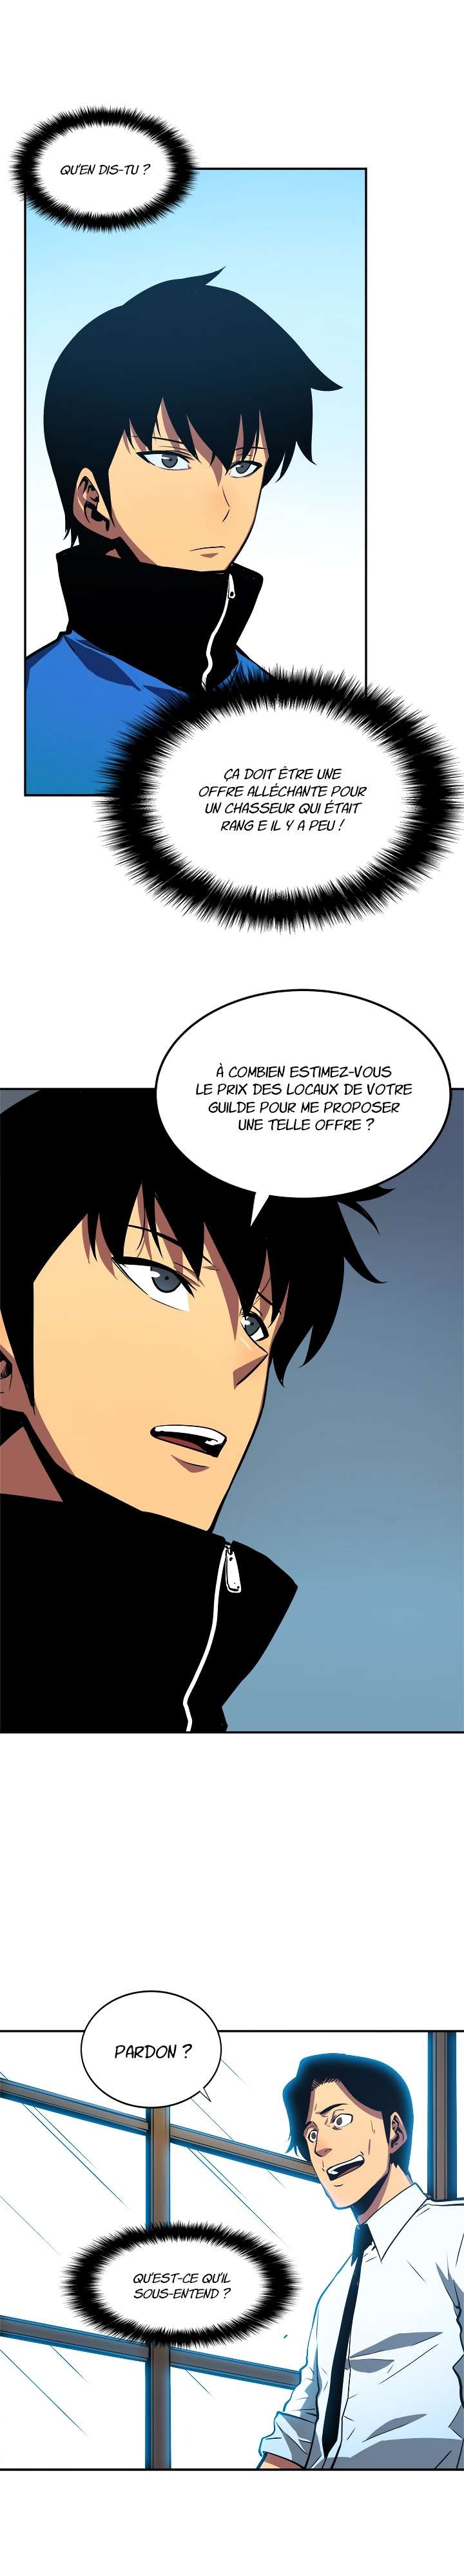 QU'EN DIS-TU ?
ÇA DOIT ÊTRE UNE
OFFRE ALLÉCHANTE POUR
UN CHASSEUR QUI ÉTAIT
RANG E IL Y A PEU !
À COMBIEN ESTIMEZ-VOUS
LE PRIX DES LOCAUX DE VOTRE
GUILDE POUR ME PROPOSER
UNE TELLE OFFRE ?
PARDON ?
QU'EST-CE QU'IL
SOUS-ENTEND ?